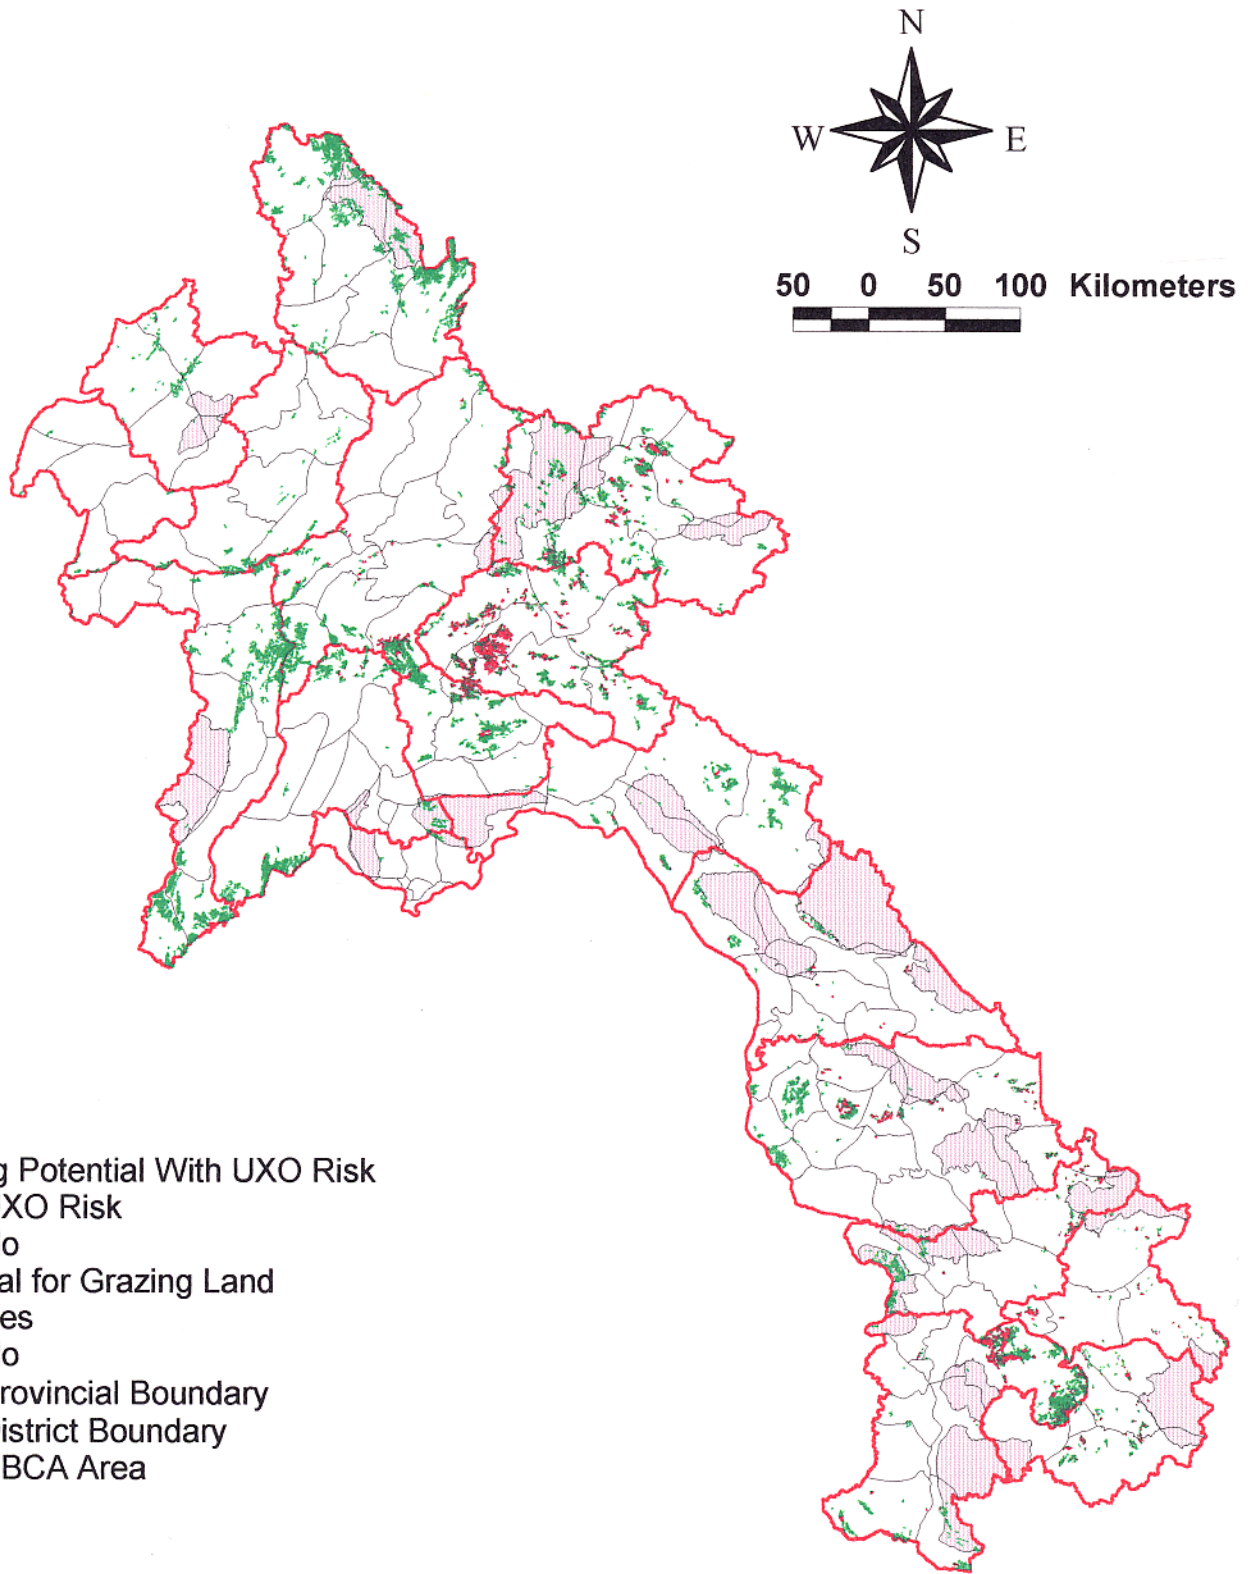 N
W E
S
50 0 50 100 Kilometers
g Potential With UXO Risk
XO Risk
o
al for Grazing Land
es
o
rovincial Boundary
istrict Boundary
BCA Area